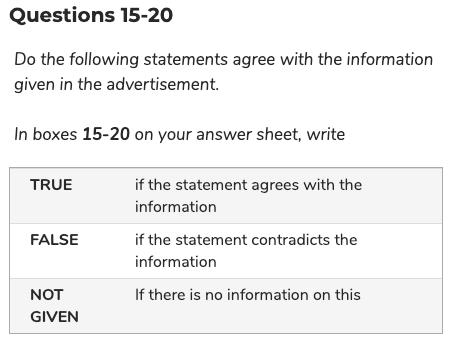 Questions 15-20
Do the following statements agree with the information
given in the advertisement.
In boxes 15-20 on your answer sheet, write
TRUE if the statement agrees with the
information
FALSE if the statement contradicts the
information
NOT If there is no information on this
GIVEN